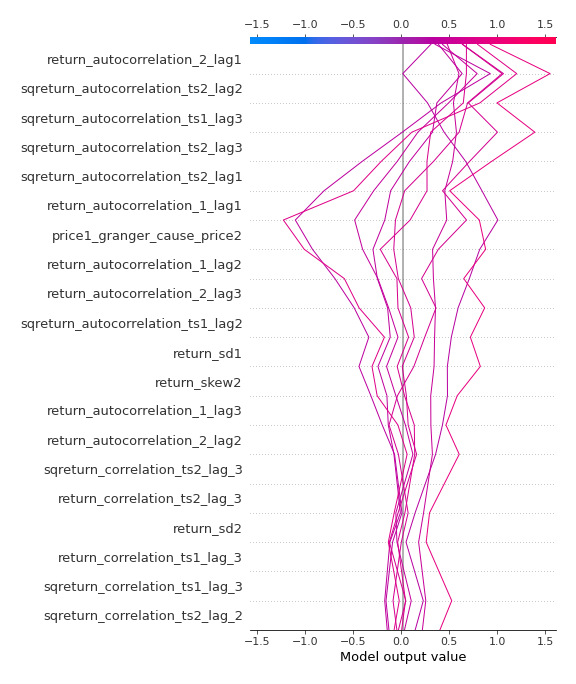 −1.5 −1.0 −0.5 0.0 0.5 1.0 1.5
return_autocorrelation_2_lag1
sqreturn_autocorrelation_ts2_lag2
sqreturn_autocorrelation_ts1_lag3
sqreturn_autocorrelation_ts2_lag3
sqreturn_autocorrelation_ts2_lag1
return_autocorrelation_1_lag1
price1_granger_cause_price2
return_autocorrelation_1_lag2
return_autocorrelation_2_lag3
sqreturn_autocorrelation_ts1_lag2
return_sd1
return_skew2
return_autocorrelation_1_lag3
return_autocorrelation_2_lag2
sqreturn_correlation_ts2_lag_3
return_correlation_ts2_lag_3
return_sd2
return_correlation_ts1_lag_3
sqreturn_correlation_ts1_lag_3
sqreturn_correlation_ts2_lag_2
−1.5 −1.0 −0.5 0.0 0.5 1.0 1.5
Model output value